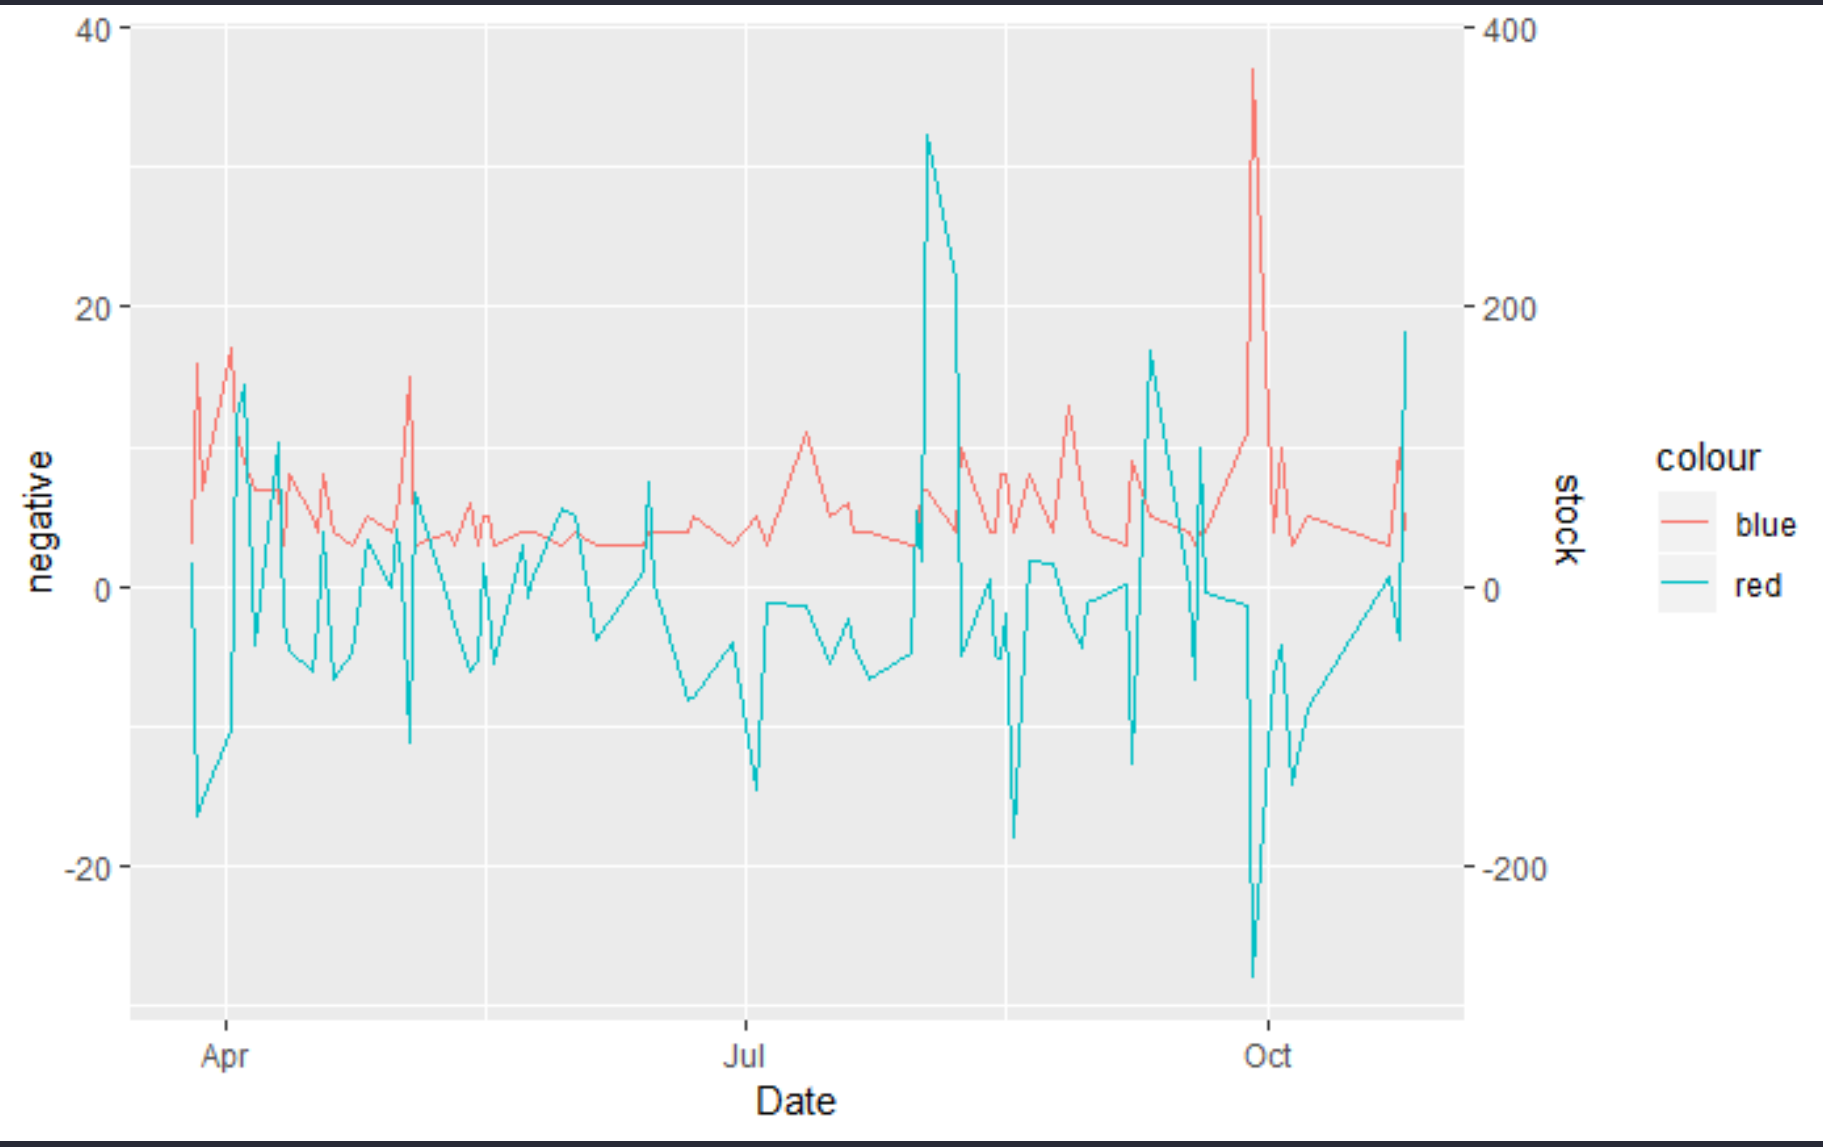 40
20
0
-20
negative
400
200
0
-200
stock
Apr
Jul
Oct
Date
colour
blue
red